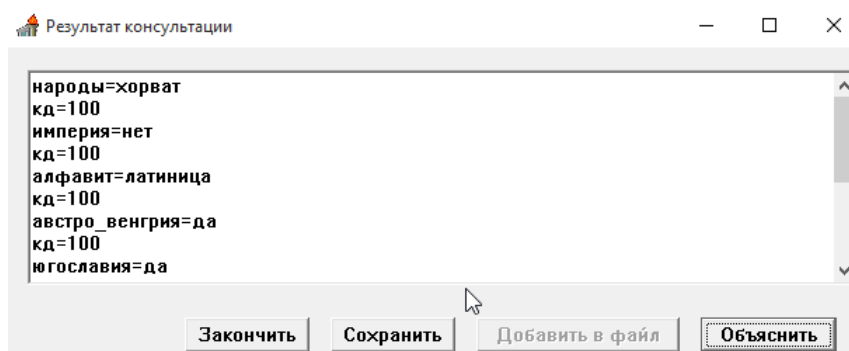 Результат консультации
народы=хорват
кд=100
империя=нет
кд=100
алфавит=латиница
кд=100
австро_венгрия=да
кд=100
югославия=да
Закончить
Сохранить
Добавить в файл
Объяснить